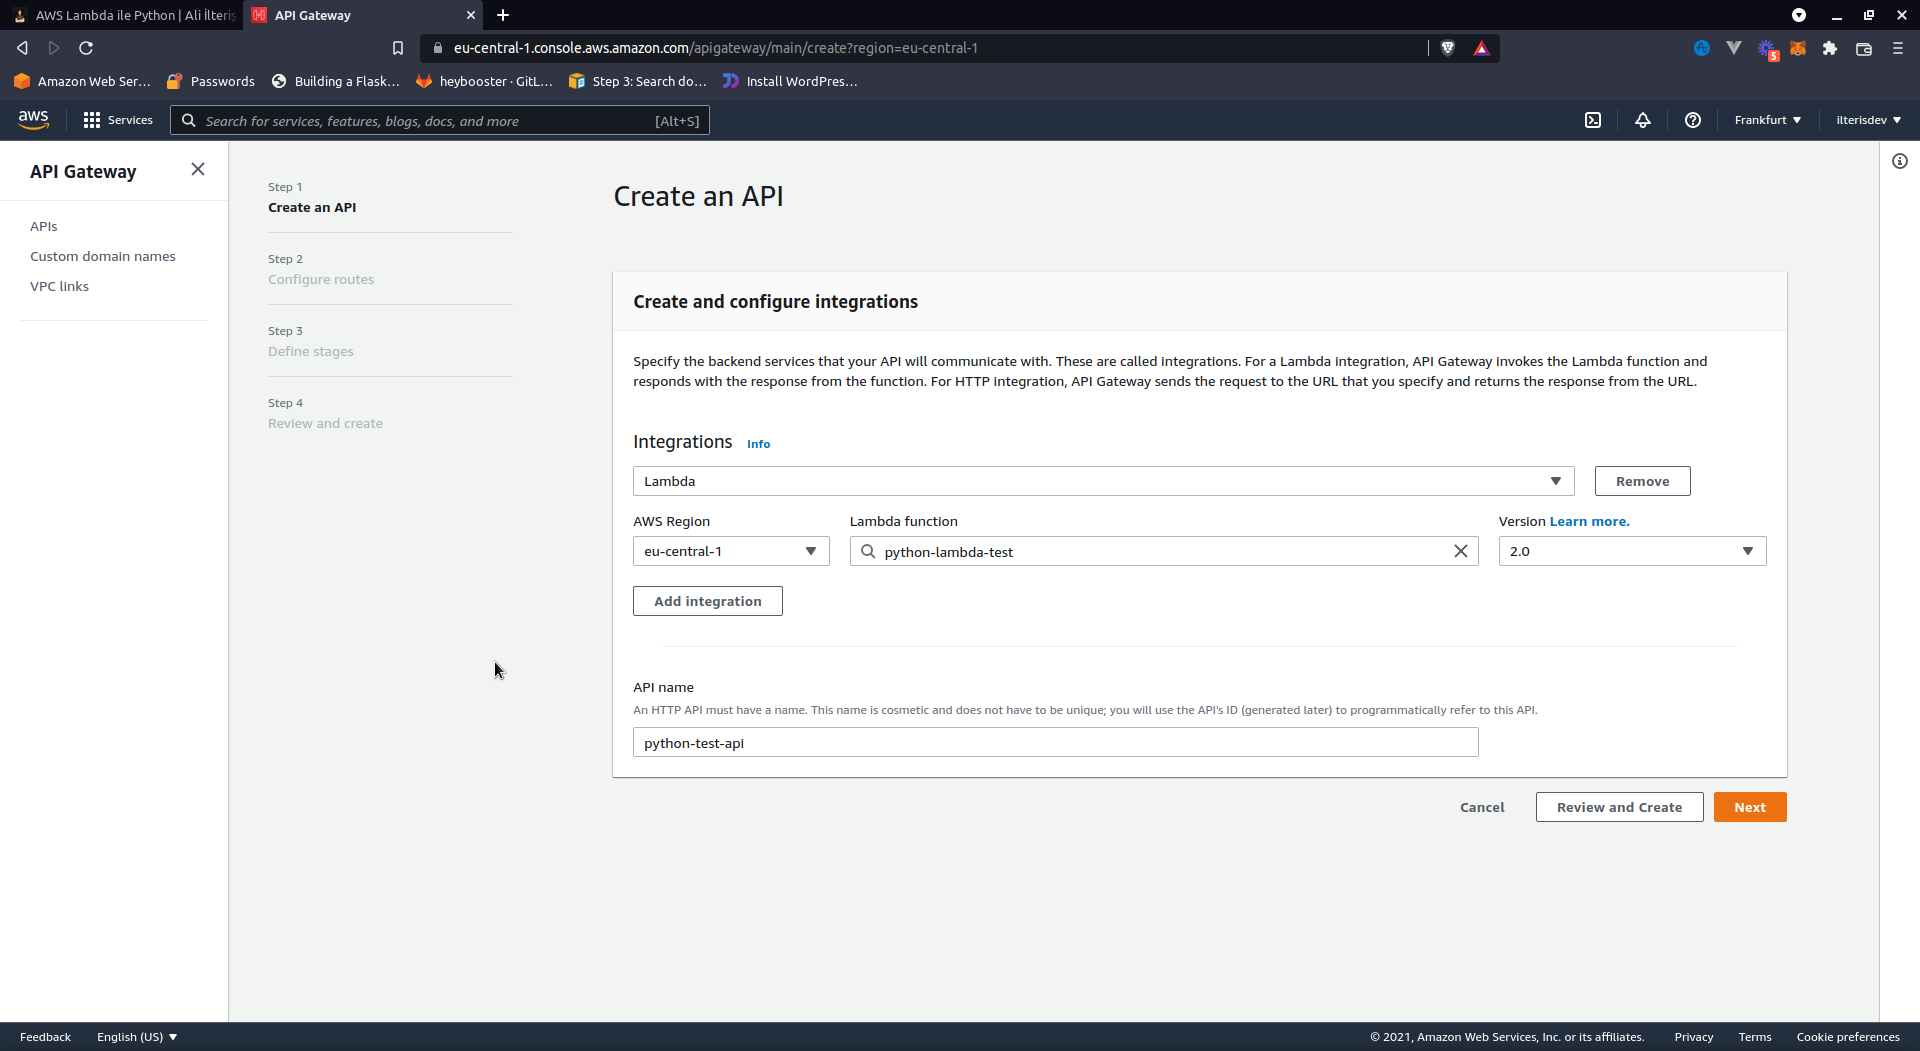 AWS Lambda ile Python | Ali İlteriş
API Gateway
eu-central-1.console.aws.amazon.com/apigateway/main/create?region=eu-central-1
5
Amazon Web Ser...
Passwords
Building a Flask...
heybooster · GitL...
Step 3: Search do...
Install WordPres...
aws
Services
Search for services, features, blogs, docs, and more
[Alt+S]
Frankfurt
ilterisdev
API Gateway
APIs
Custom domain names
VPC links
Step 1
Create an API
Step 2
Configure routes
Step 3
Define stages
Step 4
Review and create
Create an API
Create and configure integrations
Specify the backend services that your API will communicate with. These are called integrations. For a Lambda integration, API Gateway invokes the Lambda function and
responds with the response from the function. For HTTP integration, API Gateway sends the request to the URL that you specify and returns the response from the URL.
Integrations Info
Lambda
Remove
AWS Region
Lambda function
Version Learn more.
eu-central-1
python-lambda-test
2.0
Add integration
API name
An HTTP API must have a name. This name is cosmetic and does not have to be unique; you will use the API's ID (generated later) to programmatically refer to this API.
python-test-api
Cancel
Review and Create
Next
Feedback
English (US)
© 2021, Amazon Web Services, Inc. or its affiliates.
Privacy
Terms
Cookie preferences